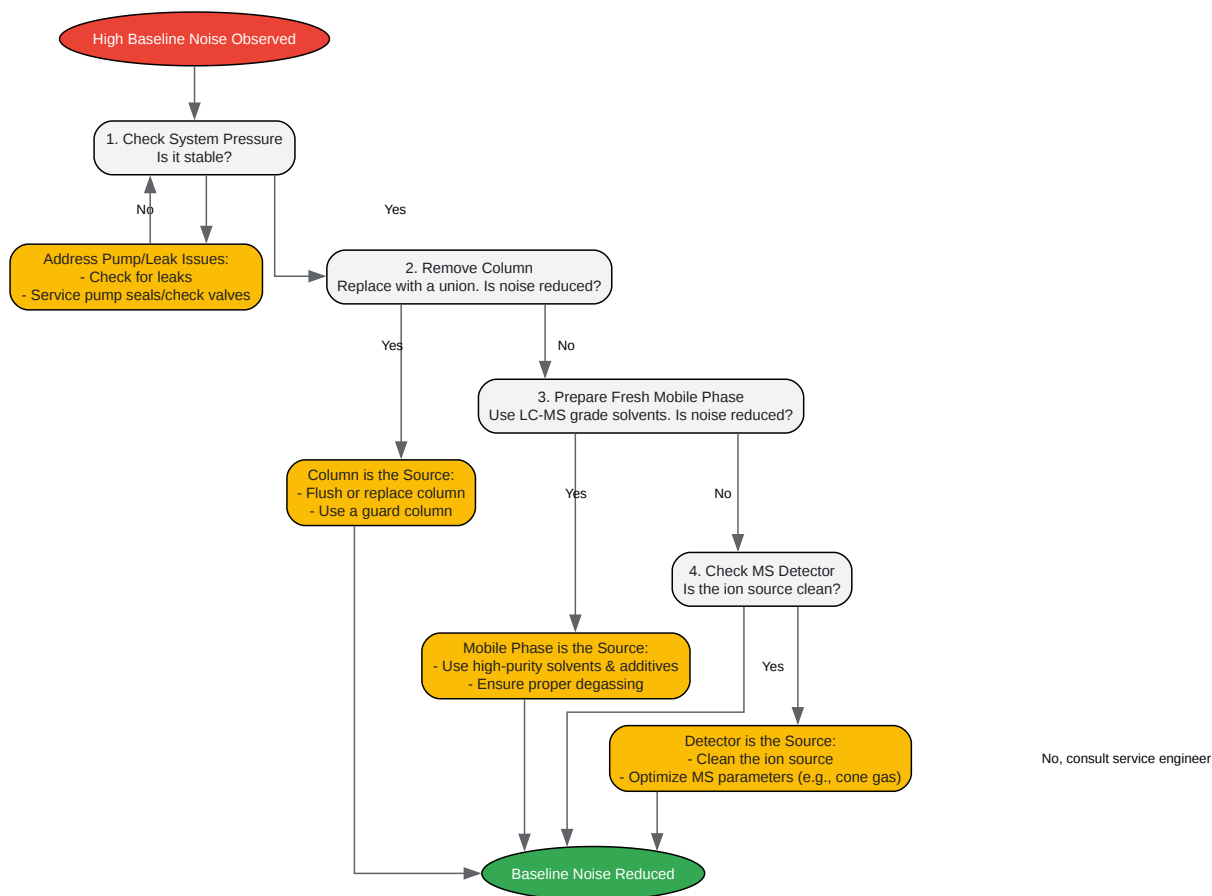 High Baseline Noise Observed
1. Check System Pressure
Is it stable?
No
Yes
Address Pump/Leak Issues:
- Check for leaks
- Service pump seals/check valves
2. Remove Column
Replace with a union. Is noise reduced?
Yes
No
3. Prepare Fresh Mobile Phase
Use LC-MS grade solvents. Is noise reduced?
Column is the Source:
- Flush or replace column
- Use a guard column
Yes
No
4. Check MS Detector
Is the ion source clean?
Mobile Phase is the Source:
- Use high-purity solvents & additives
- Ensure proper degassing
Yes
Detector is the Source:
- Clean the ion source
- Optimize MS parameters (e.g., cone gas)
No, consult service engineer
Baseline Noise Reduced